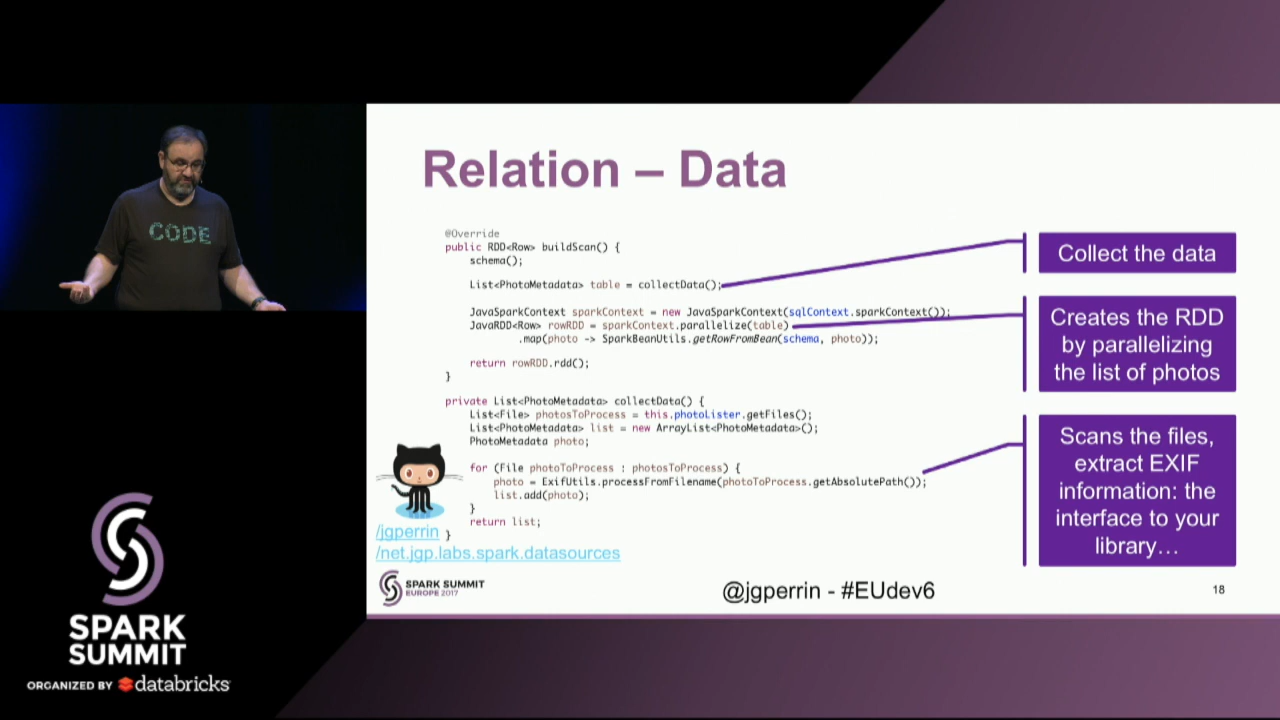 CODE
Relation – Data
@Override
public RDD<Row> buildScan() {
schema();
List<PhotoMetadata> table = collectData();
JavaSparkContext sparkContext = new JavaSparkContext(sqlContext.sparkContext());
JavaRDD<Row> rowRDD = sparkContext.parallelize(table)
.map(photo -> SparkBeanUtils.getRowFromBean(schema, photo));
return rowRDD.rdd();
}
private List<PhotoMetadata> collectData() {
List<File> photosToProcess = this.photoLister.getFiles();
List<PhotoMetadata> list = new ArrayList<PhotoMetadata>();
PhotoMetadata photo;
for (File photoToProcess : photosToProcess) {
photo = ExifUtils.processFromFilename(photoToProcess.getAbsolutePath());
list.add(photo);
}
return list;
}
Collect the data
Creates the RDD
by parallelizing
the list of photos
Scans the files,
extract EXIF
information: the
interface to your
library…
/jgperrin
/net.jgp.labs.spark.datasources
SPARK SUMMIT
EUROPE 2017
@jgperrin - #EUdev6
18
SPARK
SUMMIT
ORGANIZED BY databricks